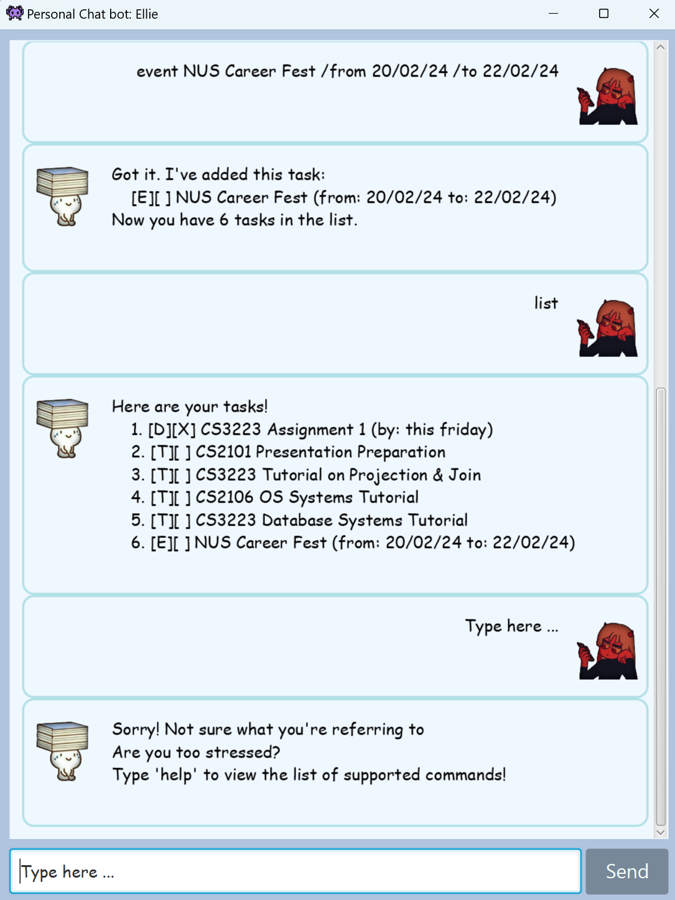 Personal Chat bot: Ellie
event NUS Career Fest /from 20/02/24 /to 22/02/24
Got it. I've added this task:
[E][ ] NUS Career Fest (from: 20/02/24 to: 22/02/24)
Now you have 6 tasks in the list.
list
Here are your tasks!
1. [D][X] CS3223 Assignment 1 (by: this friday)
2. [T][ ] CS2101 Presentation Preparation
3. [T][ ] CS3223 Tutorial on Projection & Join
4. [T][ ] CS2106 OS Systems Tutorial
5. [T][ ] CS3223 Database Systems Tutorial
6. [E][ ] NUS Career Fest (from: 20/02/24 to: 22/02/24)
Type here ...
Sorry! Not sure what you're referring to
Are you too stressed?
Type 'help' to view the list of supported commands!
Type here ...
Send